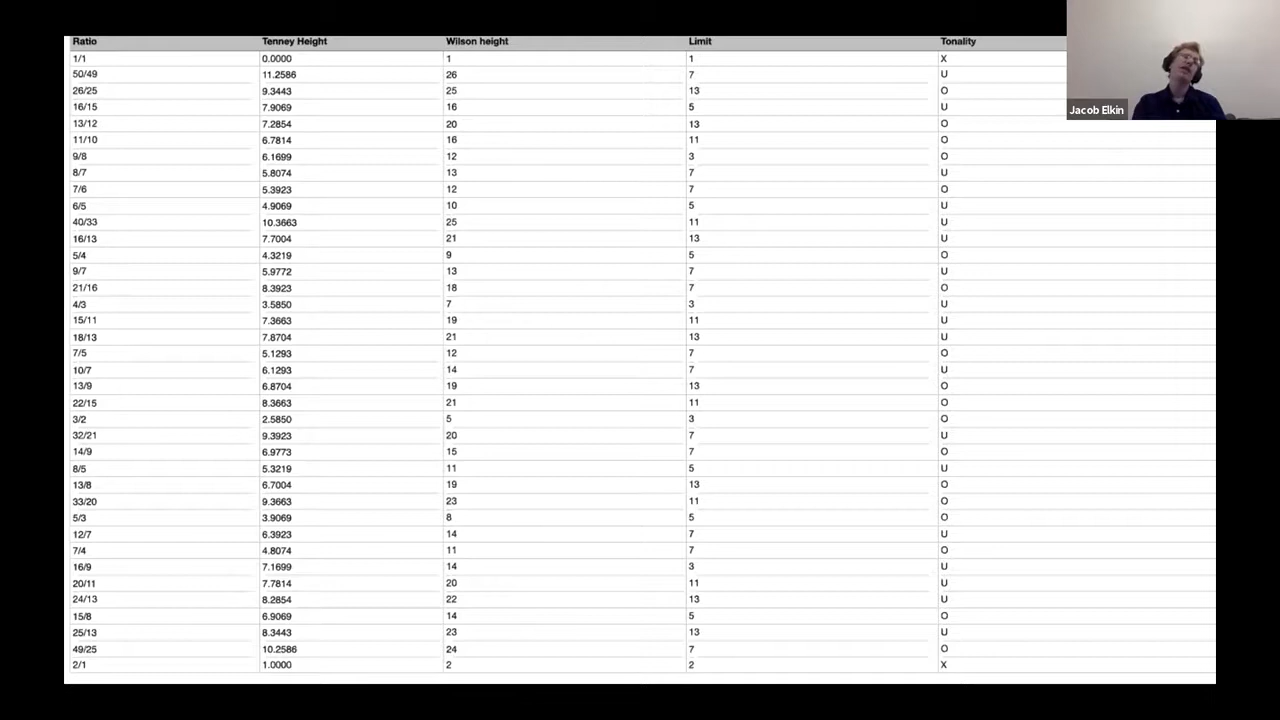 Ratio Tenney Height Wilson height Limit Tonality
1/1 0.0000 1 1 X
50/49 11.2586 26 7 U
26/25 9.3443 25 13 O
16/15 7.9069 16 5 U
Jacob Elkin
13/12 7.2854 20 13 O
11/10 6.7814 16 11 O
9/8 6.1699 12 3 O
8/7 5.8074 13 7 U
7/6 5.3923 12 7 O
6/5 4.9069 10 5 U
40/33 10.3663 25 11 U
16/13 7.7004 21 13 U
5/4 4.3219 9 5 O
9/7 5.9772 13 7 U
21/16 8.3923 18 7 O
4/3 3.5850 7 3 U
15/11 7.3663 19 11 U
18/13 7.8704 21 13 U
7/5 5.1293 12 7 O
10/7 6.1293 14 7 U
13/9 6.8704 19 13 O
22/15 8.3663 21 11 O
3/2 2.5850 5 3 O
32/21 9.3923 20 7 U
14/9 6.9773 15 7 O
8/5 5.3219 11 5 U
13/8 6.7004 19 13 O
33/20 9.3663 23 11 O
5/3 3.9069 8 5 O
12/7 6.3923 14 7 U
7/4 4.8074 11 7 O
16/9 7.1699 14 3 U
20/11 7.7814 20 11 U
24/13 8.2854 22 13 U
15/8 6.9069 14 5 O
25/13 8.3443 23 13 U
49/25 10.2586 24 7 O
2/1 1.0000 2 2 X